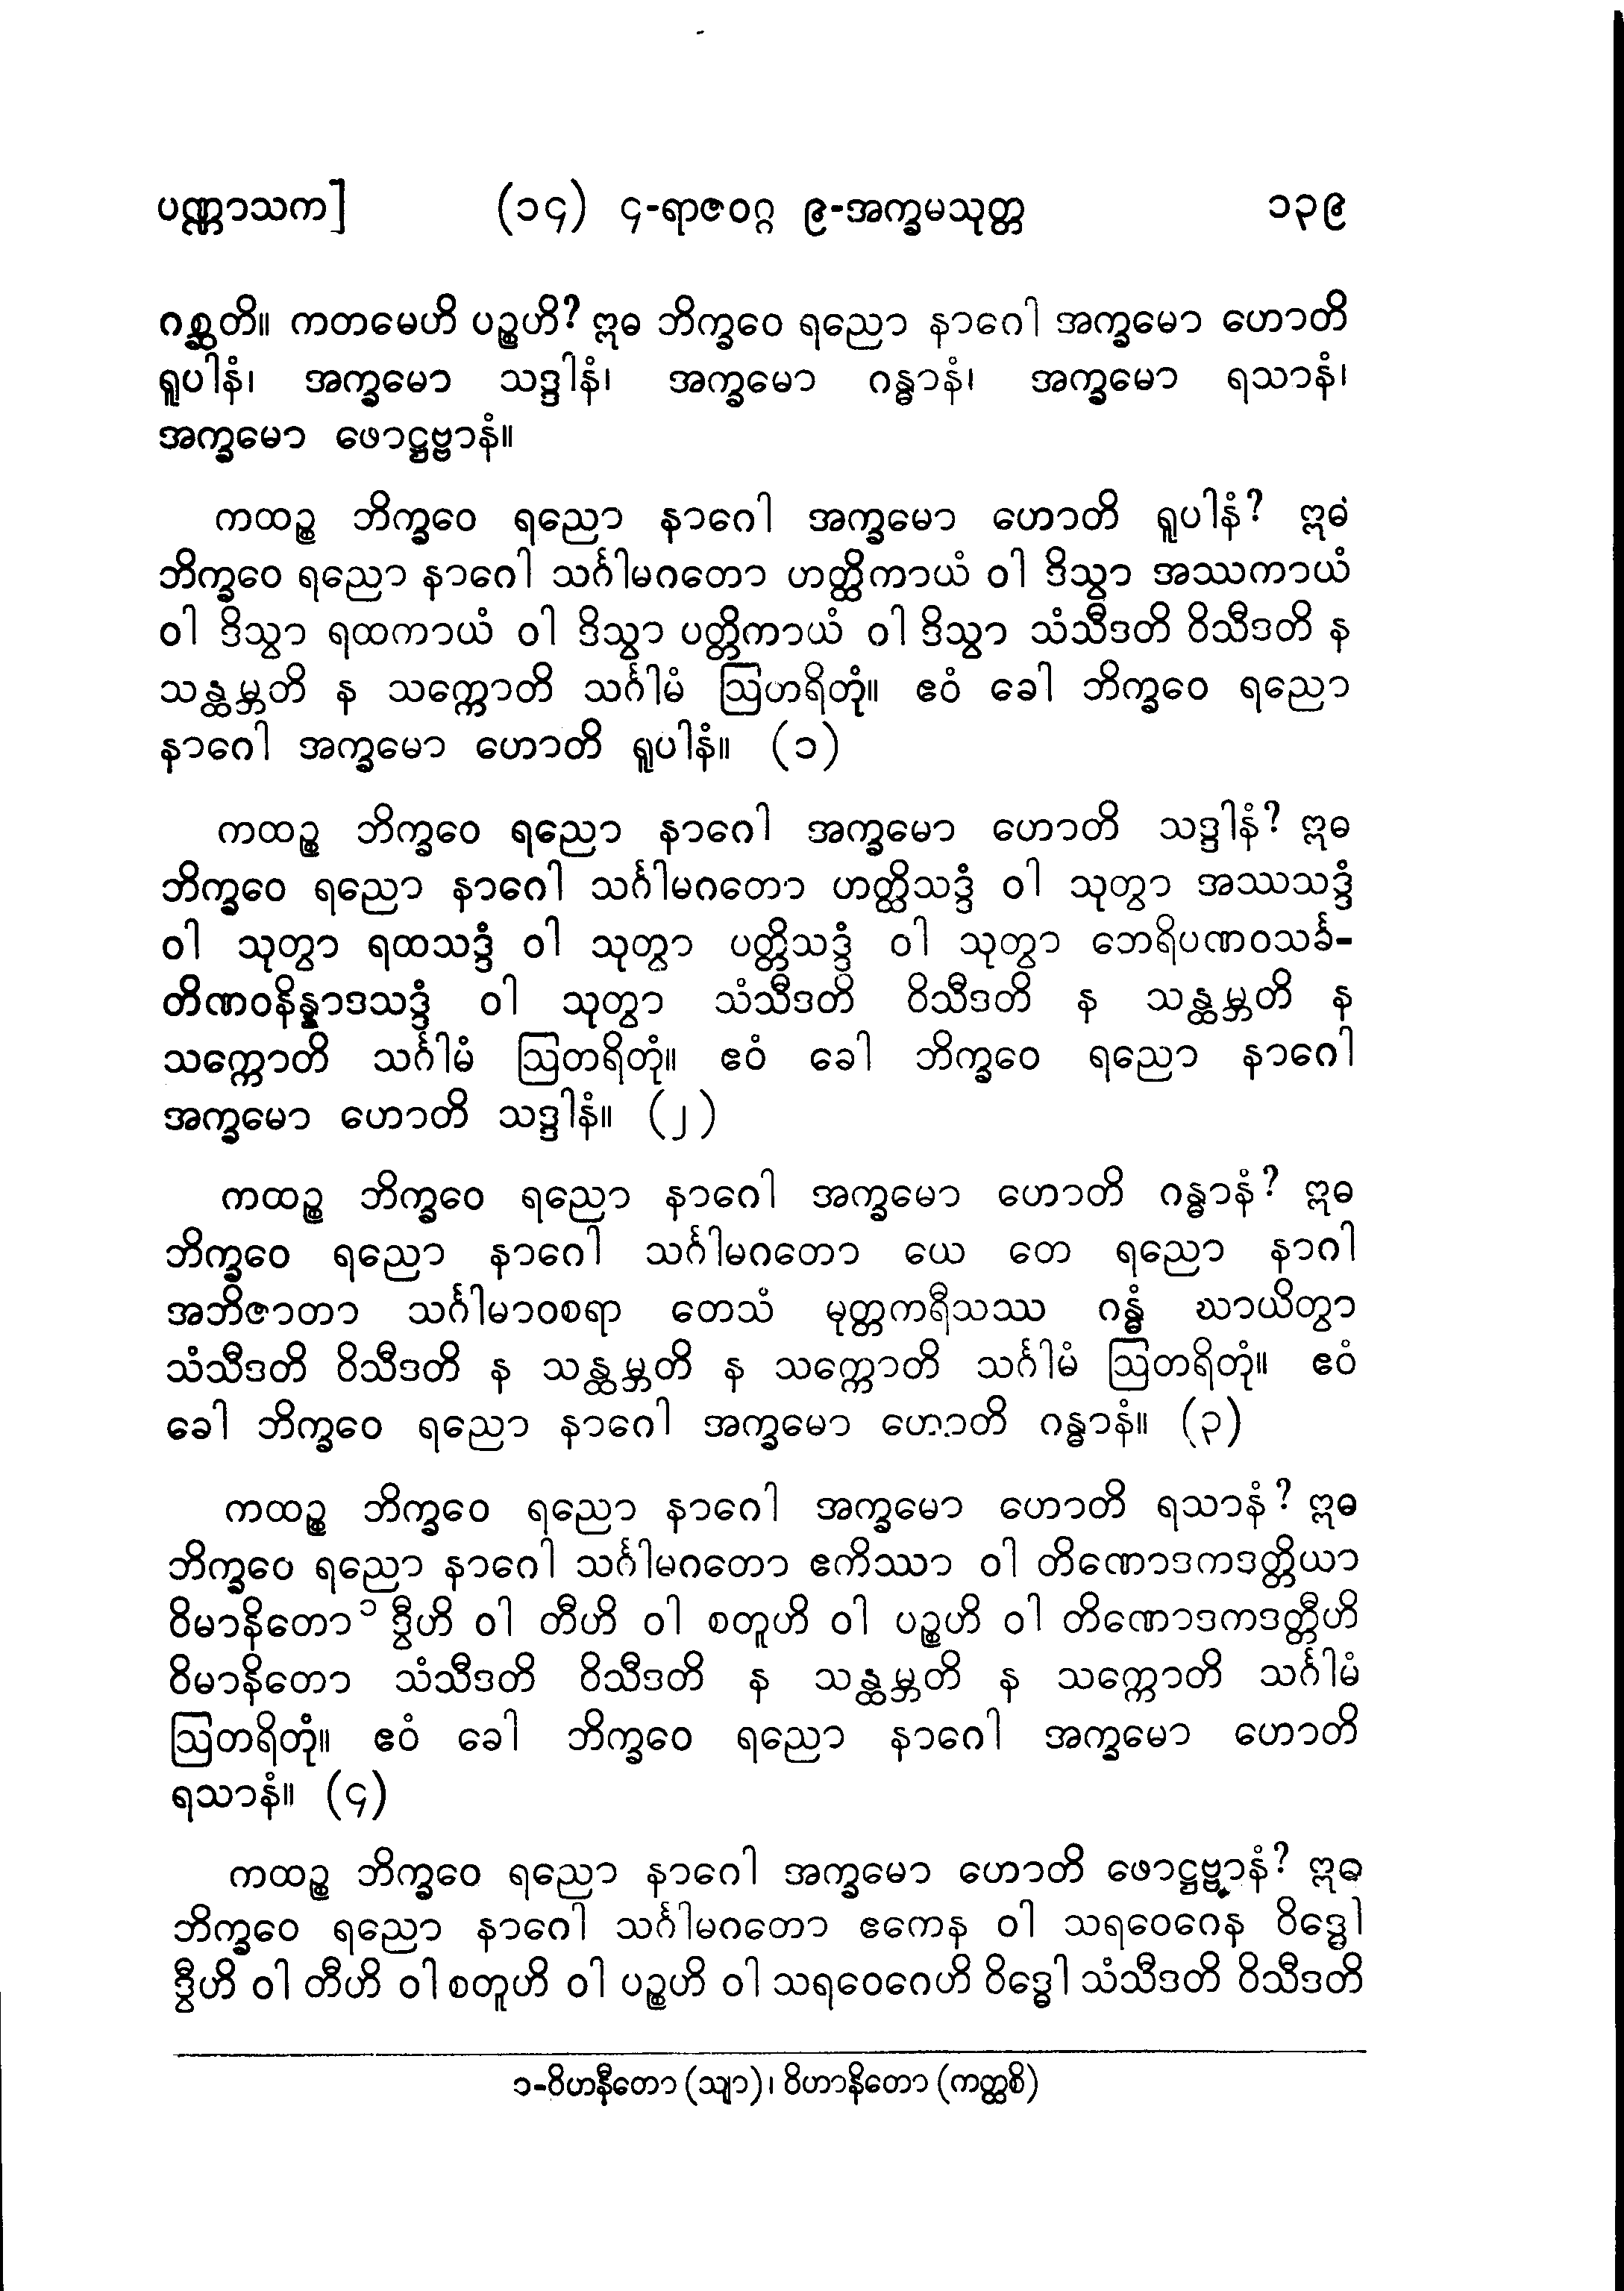 ပဏ္ဏာသက] (၁၄) ၄-ရာဇဝဂ္ဂ ၉-အက္ခမသုတ္တ ၁၃၉
ဂစ္ဆတိ။ ကတမေဟိ ပဉ္စဟိ? ဣဓ ဘိက္ခဝေ ရညော နာဂေါ အက္ခမော ဟောတိ
ရူပါနံ၊ အက္ခမော သဒ္ဒါနံ၊ အက္ခမော ဂန္ဓာနံ၊ အက္ခမော ရသာနံ၊
အက္ခမော ဖောဋ္ဌဗ္ဗာနံ။
ကထဉ္စ ဘိက္ခဝေ ရညော နာဂေါ အက္ခမော ဟောတိ ရူပါနံ? ဣဓံ
ဘိက္ခဝေ ရညော နာဂေါ သင်္ဂါမဂတော ဟတ္ထိကာယံ ဝါ ဒိသွာ အဿကာယံ
ဝါ ဒိသွာ ရထကာယံ ဝါ ဒိသွာ ပတ္တိကာယံ ဝါ ဒိသွာ သံသီဒတိ ဝိသီဒတိ န
သန္ထမ္ဘတိ န သက္ကောတိ သင်္ဂါမံ ဩဟရိတုံ။ ဧဝံ ခေါ ဘိက္ခဝေ ရညော
နာဂေါ အက္ခမော ဟောတိ ရူပါနံ။ (၁)
ကထဉ္စ ဘိက္ခဝေ ရညော နာဂေါ အက္ခမော ဟောတိ သဒ္ဒါနံ? ဣဓ
ဘိက္ခဝေ ရညော နာဂေါ သင်္ဂါမဂတော ဟတ္ထိသဒ္ဒံ ဝါ သုတွာ အဿသဒ္ဒံ
ဝါ သုတွာ ရထသဒ္ဒံ ဝါ သုတွာ ပတ္တိသဒ္ဒံ ဝါ သုတွာ ဘေရိပဏဝသင်္ခ-
တိဏဝနိန္နာဒသဒ္ဒံ ဝါ သုတွာ သံသီဒတိ ဝိသီဒတိ န သန္ထမ္ဘတိ န
သက္ကောတိ သင်္ဂါမံ ဩတရိတုံ။ ဧဝံ ခေါ ဘိက္ခဝေ ရညော နာဂေါ
အက္ခမော ဟောတိ သဒ္ဒါနံ။ (၂)
ကထဉ္စ ဘိက္ခဝေ ရညော နာဂေါ အက္ခမော ဟောတိ ဂန္ဓာနံ? ဣဓ
ဘိက္ခဝေ ရညော နာဂေါ သင်္ဂါမဂတော ယေ တေ ရညော နာဂါ
အဘိဇာတာ သင်္ဂါမာဝစရာ တေသံ မုတ္တကရီသဿ ဂန္ဓံ ဃာယိတွာ
သံသီဒတိ ဝိသီဒတိ န သန္ထမ္ဘတိ န သက္ကောတိ သင်္ဂါမံ ဩတရိတုံ။ ဧဝံ
ခေါ ဘိက္ခဝေ ရညော နာဂေါ အက္ခမော ဟောတိ ဂန္ဓာနံ။ (၃)
ကထဉ္စ ဘိက္ခဝေ ရညော နာဂေါ အက္ခမော ဟောတိ ရသာနံ? ဣဓ
ဘိက္ခဝေ ရညော နာဂေါ သင်္ဂါမဂတော ဧကိဿာ ဝါ တိဏောဒကဒတ္တိယာ
ဝိမာနိတော၁ ဒွီဟိ ဝါ တီဟိ ဝါ စတူဟိ ဝါ ပဉ္စဟိ ဝါ တိဏောဒကဒတ္တီဟိ
ဝိမာနိတော သံသီဒတိ ဝိသီဒတိ န သန္ထမ္ဘတိ န သက္ကောတိ သင်္ဂါမံ
ဩတရိတုံ။ ဧဝံ ခေါ ဘိက္ခဝေ ရညော နာဂေါ အက္ခမော ဟောတိ
ရသာနံ။ (၄)
ကထဉ္စ ဘိက္ခဝေ ရညော နာဂေါ အက္ခမော ဟောတိ ဖောဋ္ဌဗ္ဗာနံ? ဣဓ
ဘိက္ခဝေ ရညော နာဂေါ သင်္ဂါမဂတော ဧကေန ဝါ သရဝေဂေန ဝိဒ္ဓေါ
ဒွီဟိ ဝါ တီဟိ ဝါ စတူဟိ ဝါ ပဉ္စဟိ ဝါ သရဝေဂေဟိ ဝိဒ္ဓေါ သံသီဒတိ ဝိသီဒတိ
၁-ဝိဟနီတော (သျာ)၊ ဝိဟာနိတော (ကတ္ထစိ)